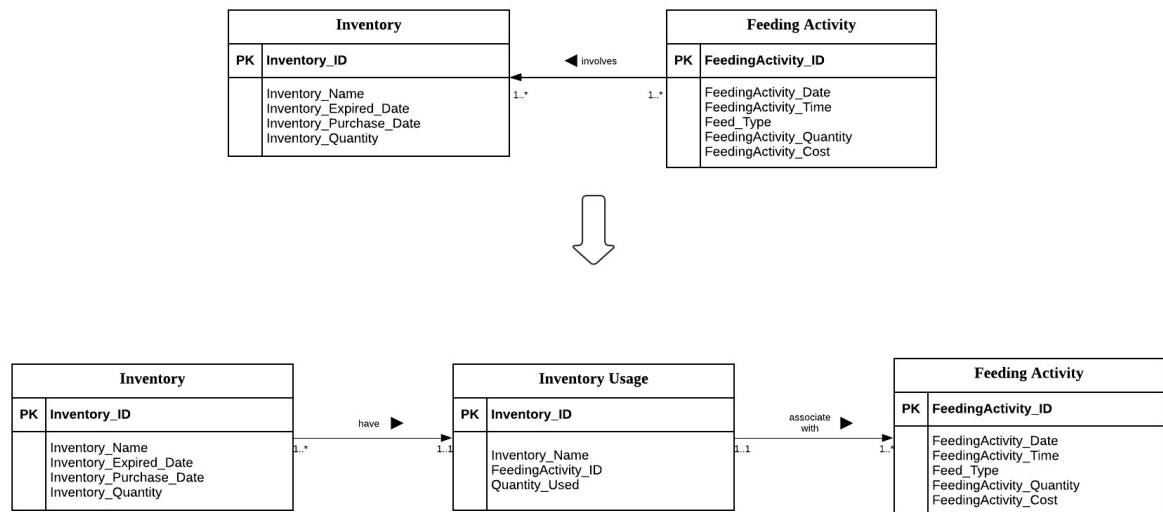 Inventory
PK Inventory_ID
Inventory_Name
Inventory_Expired_Date
Inventory_Purchase_Date
Inventory_Quantity
involves
1..*
1..*
Feeding Activity
PK FeedingActivity_ID
FeedingActivity_Date
FeedingActivity_Time
Feed_Type
FeedingActivity_Quantity
FeedingActivity_Cost
Inventory
PK Inventory_ID
Inventory_Name
Inventory_Expired_Date
Inventory_Purchase_Date
Inventory_Quantity
have
1..*
1..1
Inventory Usage
PK Inventory_ID
Inventory_Name
FeedingActivity_ID
Quantity_Used
associate
with
1..1
1..*
Feeding Activity
PK FeedingActivity_ID
FeedingActivity_Date
FeedingActivity_Time
Feed_Type
FeedingActivity_Quantity
FeedingActivity_Cost